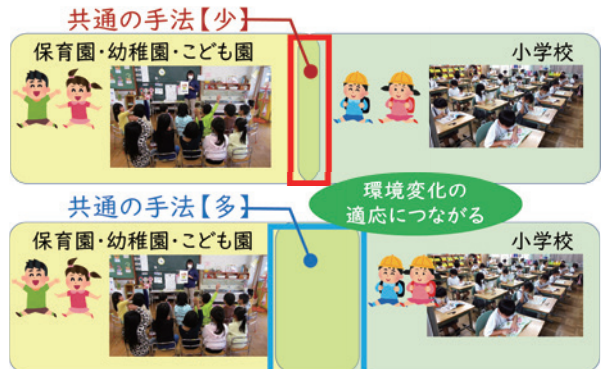 共通の手法【少】
保育園・幼稚園・こども園
小学校
環境変化の
適応につながる
共通の手法【多】
保育園・幼稚園・こども園
小学校